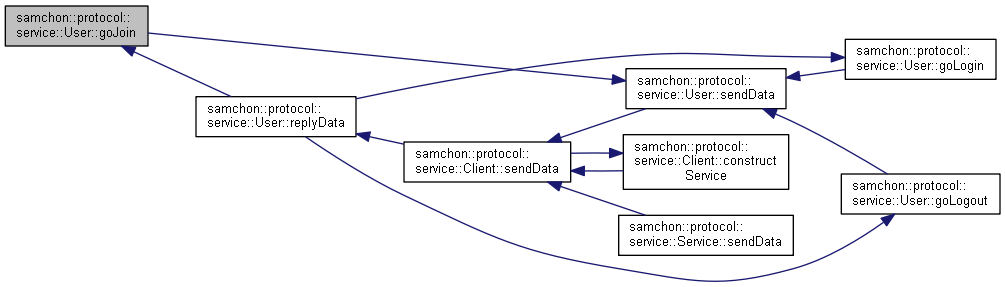 samchon::protocol::
service::User::goJoin
samchon::protocol::
service::User::replyData
samchon::protocol::
service::Client::sendData
samchon::protocol::
service::User::sendData
samchon::protocol::
service::Client::construct
Service
samchon::protocol::
service::Service::sendData
samchon::protocol::
service::User::goLogin
samchon::protocol::
service::User::goLogout